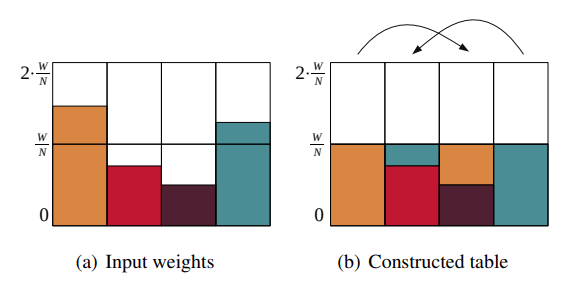 2·W/N
W/N
0
2·W/N
W/N
0
(a) Input weights
(b) Constructed table